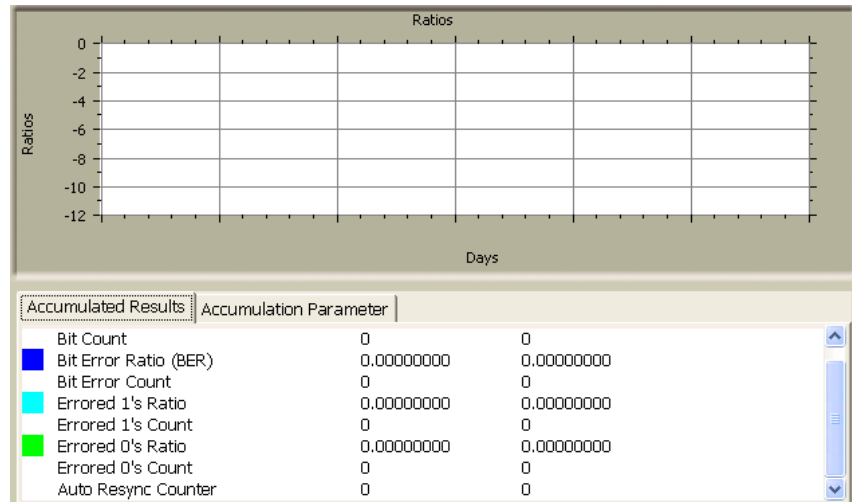 Ratios
0
-2
-4
-6
-8
-10
-12
Ratios
Days
Accumulated Results Accumulation Parameter
Bit Count 0 0
Bit Error Ratio (BER) 0.00000000 0.00000000
Bit Error Count 0 0
Errored 1's Ratio 0.00000000 0.00000000
Errored 1's Count 0 0
Errored 0's Ratio 0.00000000 0.00000000
Errored 0's Count 0 0
Auto Resync Counter 0 0